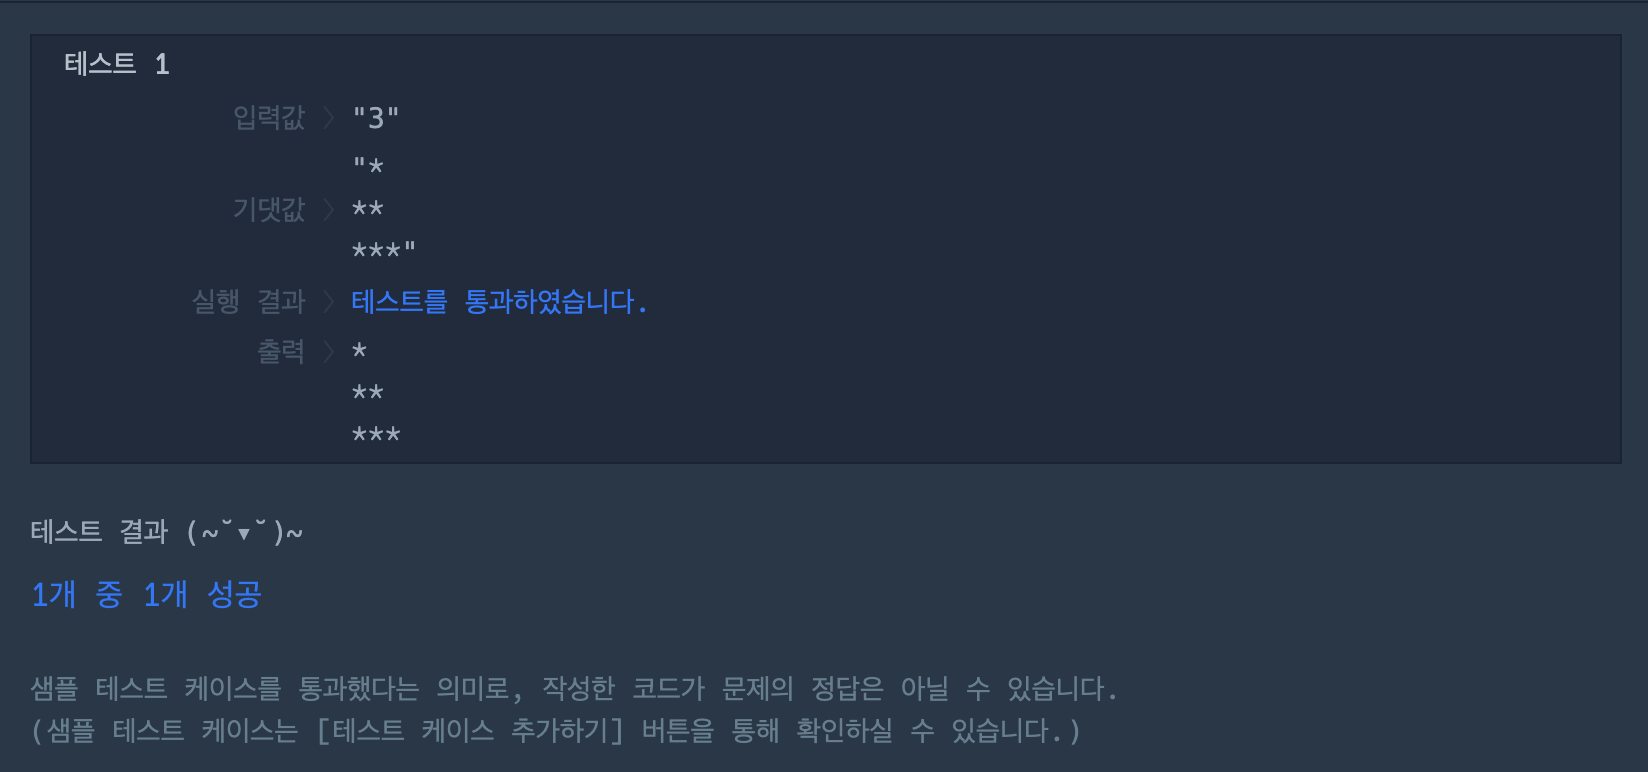 테스트 1
입력값 〉 "3"
"*
기댓값 〉 **
***"
실행 결과 〉 테스트를 통과하였습니다.
출력 〉 *
**
***
테스트 결과 (~˘▾˘)~
1개 중 1개 성공
샘플 테스트 케이스를 통과했다는 의미로, 작성한 코드가 문제의 정답은 아닐 수 있습니다.
(샘플 테스트 케이스는 [테스트 케이스 추가하기] 버튼을 통해 확인하실 수 있습니다.)